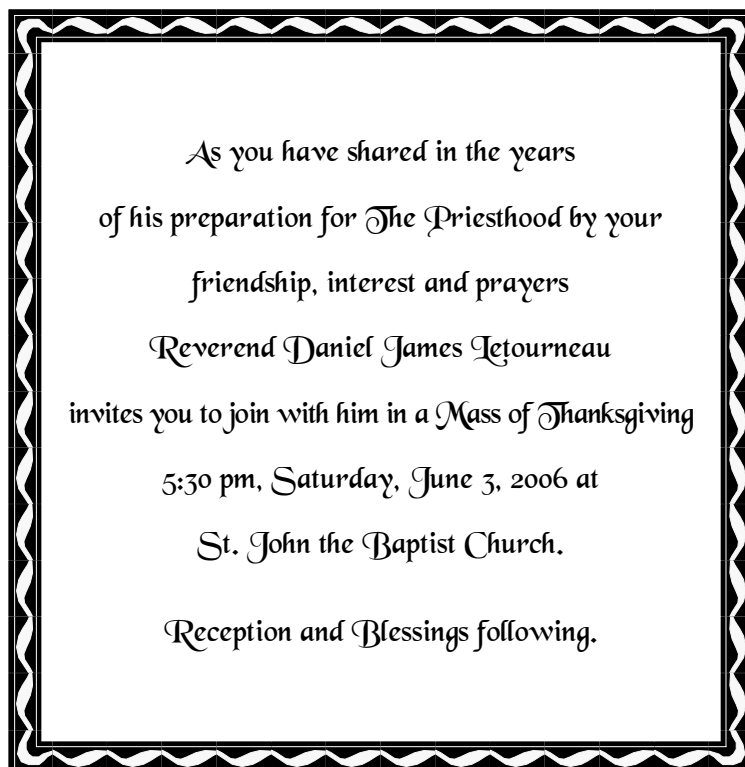 As you have shared in the years
of his preparation for The Priesthood by your
friendship, interest and prayers
Reverend Daniel James Letourneau
invites you to join with him in a Mass of Thanksgiving
5:30 pm, Saturday, June 3, 2006 at
St. John the Baptist Church.
Reception and Blessings following.